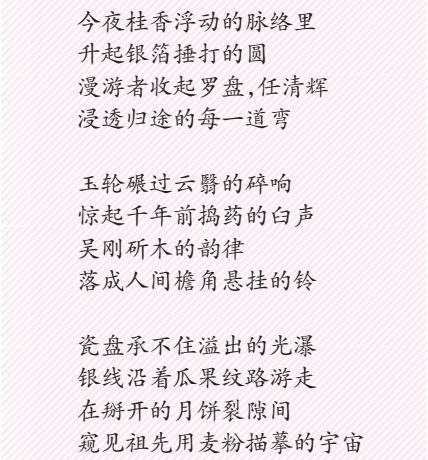 今夜桂香浮动的脉络里
升起银箔捶打的圆
漫游者收起罗盘,任清辉
浸透归途的每一道弯

玉轮碾过云翳的碎响
惊起千年前捣药的臼声
吴刚斫木的韵律
落成人间檐角悬挂的铃

瓷盘承不住溢出的光瀑
银线沿着瓜果纹路游走
在掰开的月饼裂隙间
窥见祖先用麦粉描摹的宇宙